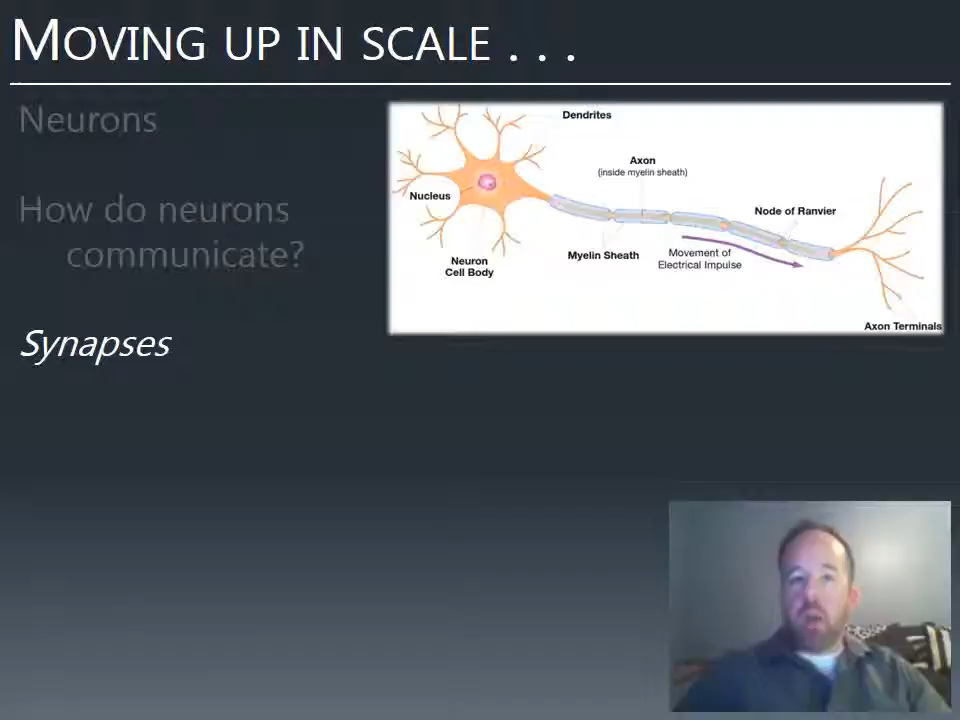 MOVING UP IN SCALE . . .
Neurons
How do neurons
communicate?
Synapses
Dendrites
Axon
(inside myelin sheath)
Nucleus
Node of Ranvier
Neuron
Cell Body
Myelin Sheath
Movement of
Electrical Impulse
Axon Terminals